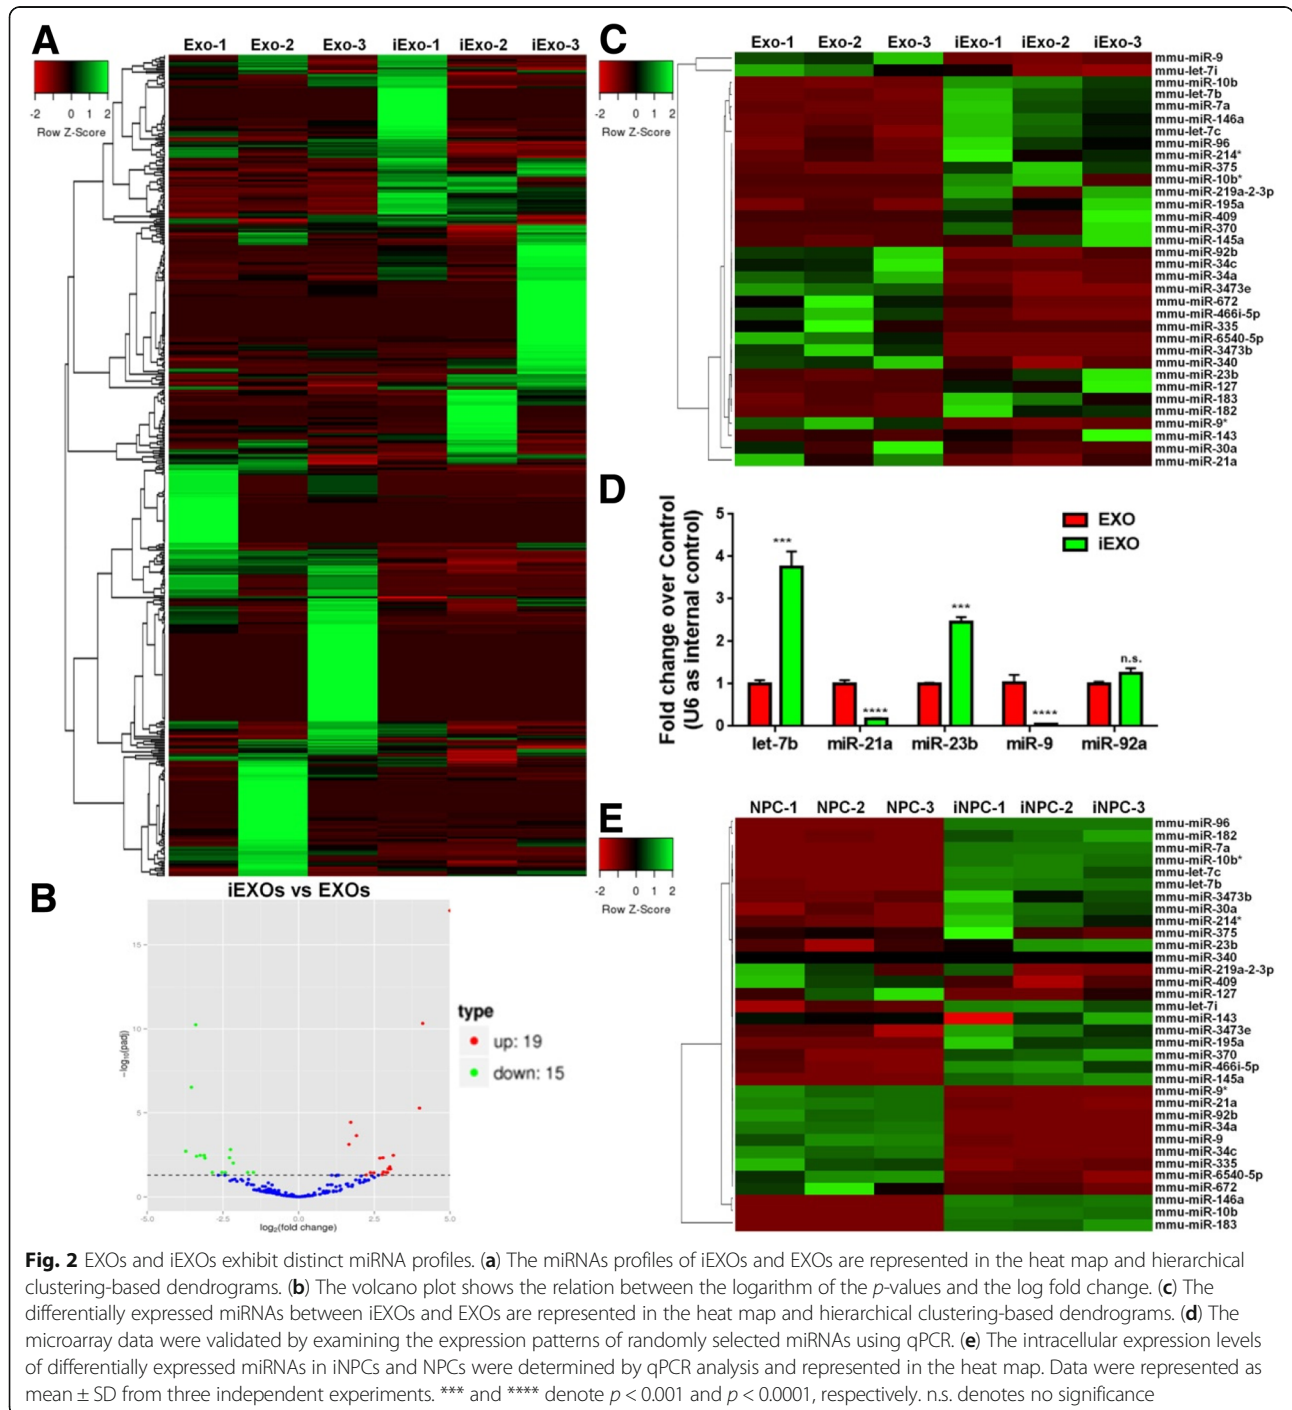 A
Exo-1 Exo-2 Exo-3 iExo-1 iExo-2 iExo-3
-2 0 1 2
Row Z-Score
B
iEXOs vs EXOs
15
10
5
0
-5.0 -2.5 0.0 2.5 5.0
-log10(padj)
log2(fold change)
type
up: 19
down: 15
C
Exo-1 Exo-2 Exo-3 iExo-1 iExo-2 iExo-3
-2 0 1 2
Row Z-Score
mmu-miR-9
mmu-let-7i
mmu-miR-10b
mmu-let-7b
mmu-miR-7a
mmu-miR-146a
mmu-let-7c
mmu-miR-96
mmu-miR-214*
mmu-miR-375
mmu-miR-10b*
mmu-miR-219a-2-3p
mmu-miR-195a
mmu-miR-409
mmu-miR-370
mmu-miR-145a
mmu-miR-92b
mmu-miR-34c
mmu-miR-34a
mmu-miR-3473e
mmu-miR-672
mmu-miR-466i-5p
mmu-miR-335
mmu-miR-6540-5p
mmu-miR-3473b
mmu-miR-340
mmu-miR-23b
mmu-miR-127
mmu-miR-183
mmu-miR-182
mmu-miR-9*
mmu-miR-143
mmu-miR-30a
mmu-miR-21a
D
Fold change over Control
(U6 as internal control)
5
4
3
2
1
0
*** **** *** **** n.s.
EXO
iEXO
let-7b miR-21a miR-23b miR-9 miR-92a
E
NPC-1 NPC-2 NPC-3 iNPC-1 iNPC-2 iNPC-3
-2 0 1 2
Row Z-Score
mmu-miR-96
mmu-miR-182
mmu-miR-7a
mmu-miR-10b*
mmu-let-7c
mmu-let-7b
mmu-miR-3473b
mmu-miR-30a
mmu-miR-214*
mmu-miR-375
mmu-miR-23b
mmu-miR-340
mmu-miR-219a-2-3p
mmu-miR-409
mmu-miR-127
mmu-let-7i
mmu-miR-143
mmu-miR-3473e
mmu-miR-195a
mmu-miR-370
mmu-miR-466i-5p
mmu-miR-145a
mmu-miR-9*
mmu-miR-21a
mmu-miR-92b
mmu-miR-34a
mmu-miR-9
mmu-miR-34c
mmu-miR-335
mmu-miR-6540-5p
mmu-miR-672
mmu-miR-146a
mmu-miR-10b
mmu-miR-183
Fig. 2 EXOs and iEXOs exhibit distinct miRNA profiles. (a) The miRNAs profiles of iEXOs and EXOs are represented in the heat map and hierarchical
clustering-based dendrograms. (b) The volcano plot shows the relation between the logarithm of the p-values and the log fold change. (c) The
differentially expressed miRNAs between iEXOs and EXOs are represented in the heat map and hierarchical clustering-based dendrograms. (d) The
microarray data were validated by examining the expression patterns of randomly selected miRNAs using qPCR. (e) The intracellular expression levels
of differentially expressed miRNAs in iNPCs and NPCs were determined by qPCR analysis and represented in the heat map. Data were represented as
mean ± SD from three independent experiments. *** and **** denote p < 0.001 and p < 0.0001, respectively. n.s. denotes no significance